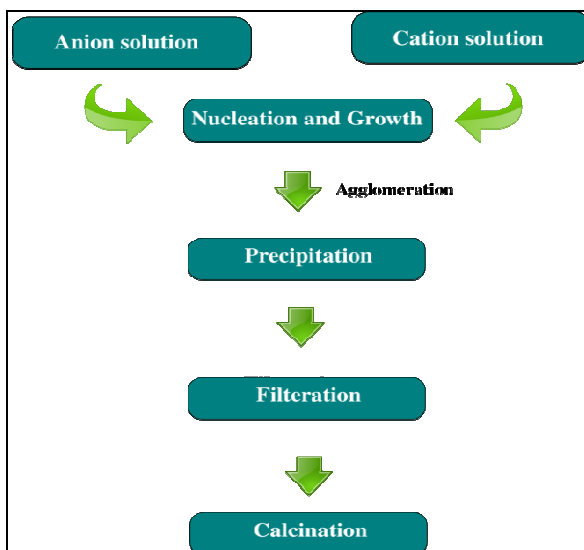 Anion solution
Cation solution
Nucleation and Growth
Agglomeration
Precipitation
Filteration
Calcination